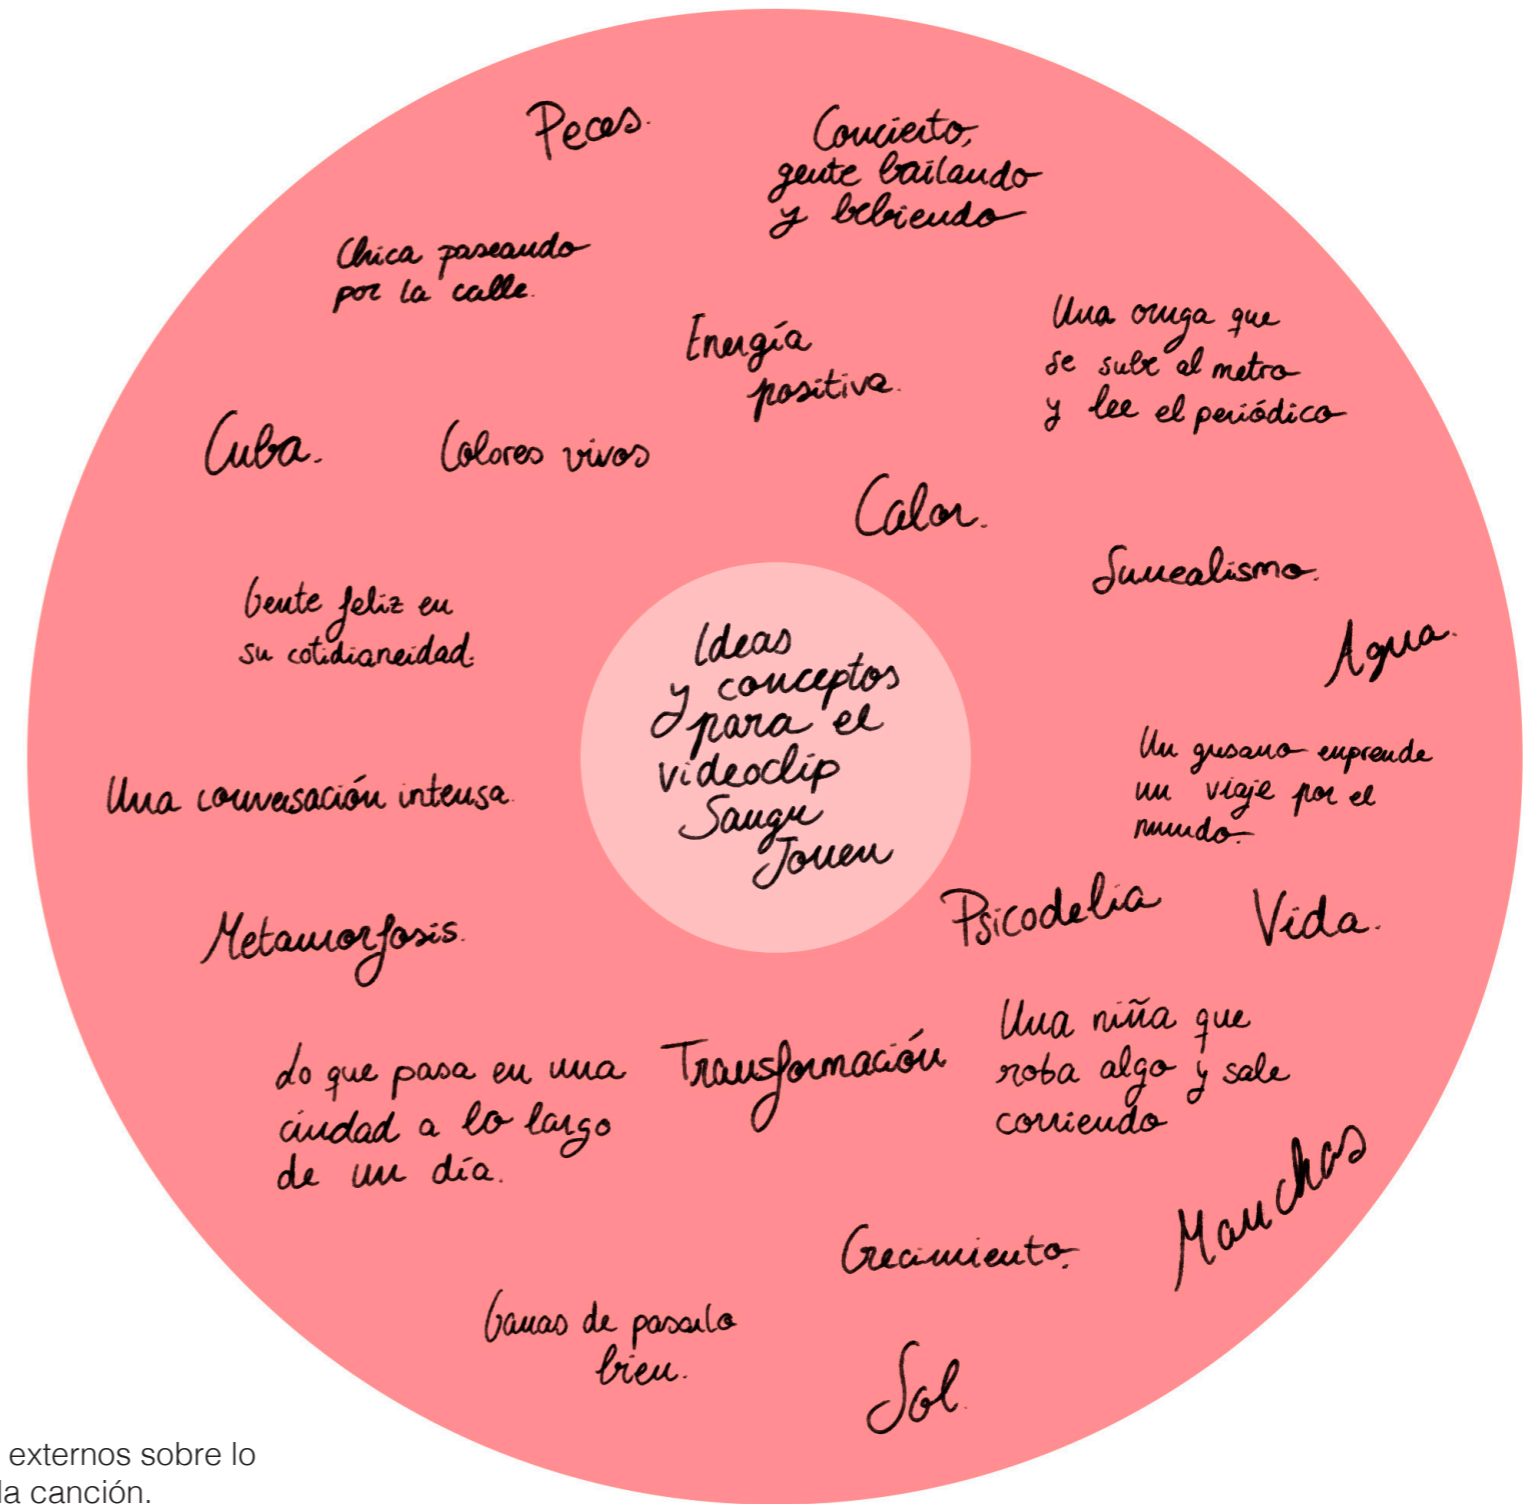 Peces.
Concierto,
gente bailando
y bebiendo
Chica paseando
por la calle.
Energía
positiva.
Una oruga que
se sube al metro
y lee el periódico
Cuba.
Colores vivos
Calor.
Surrealismo.
Gente feliz en
su cotidianeidad.
Agua.
Ideas
y conceptos
para el
videoclip
Sangre
Joven
Una conversación intensa.
Un gusano emprende
un viaje por el
mundo.
Psicodelia
Vida.
Metamorfosis.
Lo que pasa en una
ciudad a lo largo
de un día.
Transformación
Una niña que
roba algo y sale
corriendo
Manchas
Crecimiento.
Ganas de pasarlo
bien.
Sol.
externos sobre lo
la canción.